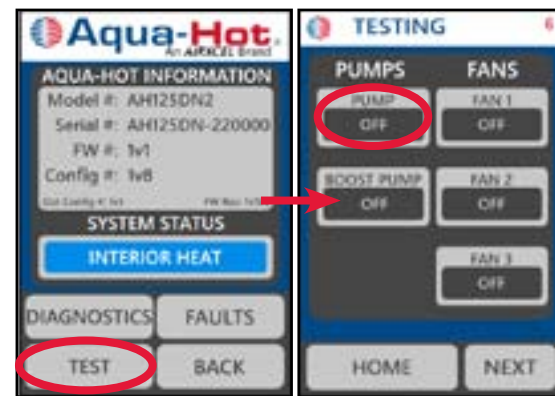 Aqua-Hot
An AIRXCEL Brand
AQUA-HOT INFORMATION
Model #: AH125DN2
Serial #: AH125DN-220000
FW #: 1v1
Config #: 1v8
SYSTEM STATUS
INTERIOR HEAT
DIAGNOSTICS
FAULTS
TEST
BACK
TESTING
6
PUMPS
FANS
PUMP
OFF
FAN 1
OFF
BOOST PUMP
OFF
FAN 2
OFF
FAN 3
OFF
HOME
NEXT